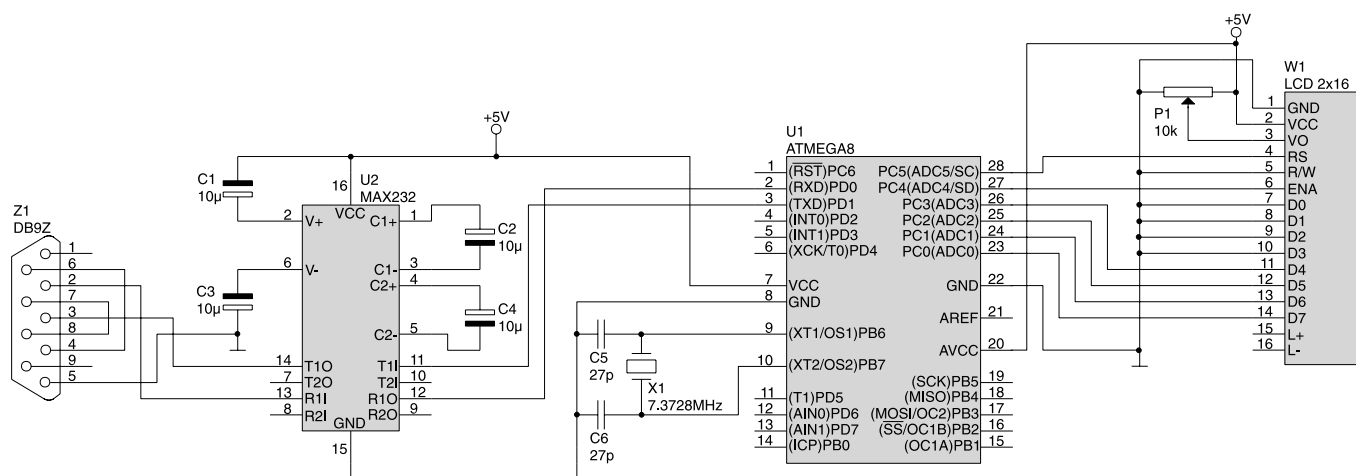 Z1
DB9Z
1
6
2
7
3
8
4
9
5
C1
10µ
C3
10µ
+5V
U2
MAX232
16
VCC
2 V+
6 V-
C1+ 1
C1- 3
C2+ 4
C2- 5
14 T1O
7 T2O
13 R1I
8 R2I
T1I 11
T2I 10
R1O 12
R2O 9
GND
15
C2
10µ
C4
10µ
C5
27p
C6
27p
X1
7.3728MHz
U1
ATMEGA8
1 (RST)PC6
2 (RXD)PD0
3 (TXD)PD1
4 (INT0)PD2
5 (INT1)PD3
6 (XCK/T0)PD4
7 VCC
8 GND
9 (XT1/OS1)PB6
10 (XT2/OS2)PB7
11 (T1)PD5
12 (AIN0)PD6
13 (AIN1)PD7
14 (ICP)PB0
PC5(ADC5/SC) 28
PC4(ADC4/SD) 27
PC3(ADC3) 26
PC2(ADC2) 25
PC1(ADC1) 24
PC0(ADC0) 23
GND 22
AREF 21
AVCC 20
(SCK)PB5 19
(MISO)PB4 18
(MOSI/OC2)PB3 17
(SS/OC1B)PB2 16
(OC1A)PB1 15
+5V
P1
10k
W1
LCD 2x16
1 GND
2 VCC
3 VO
4 RS
5 R/W
6 ENA
7 D0
8 D1
9 D2
10 D3
11 D4
12 D5
13 D6
14 D7
15 L+
16 L-